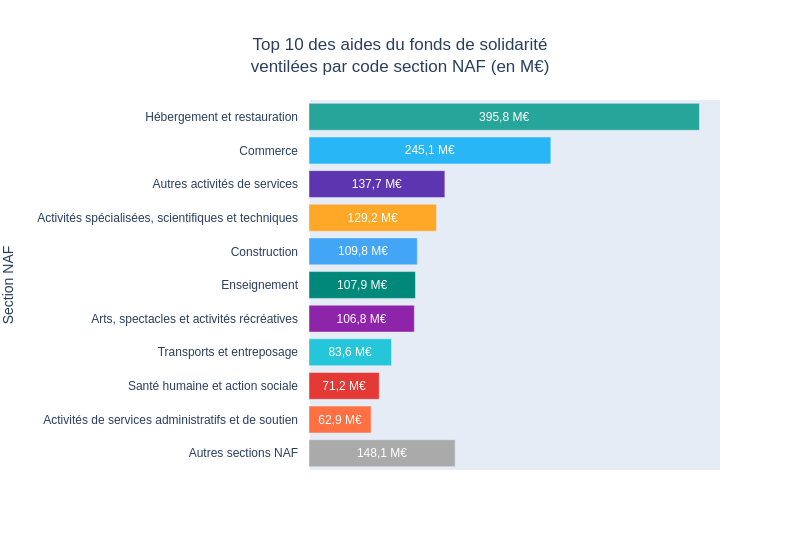 Top 10 des aides du fonds de solidarité
ventilées par code section NAF (en M€)
Section NAF
Hébergement et restauration 395,8 M€
Commerce 245,1 M€
Autres activités de services 137,7 M€
Activités spécialisées, scientifiques et techniques 129,2 M€
Construction 109,8 M€
Enseignement 107,9 M€
Arts, spectacles et activités récréatives 106,8 M€
Transports et entreposage 83,6 M€
Santé humaine et action sociale 71,2 M€
Activités de services administratifs et de soutien 62,9 M€
Autres sections NAF 148,1 M€